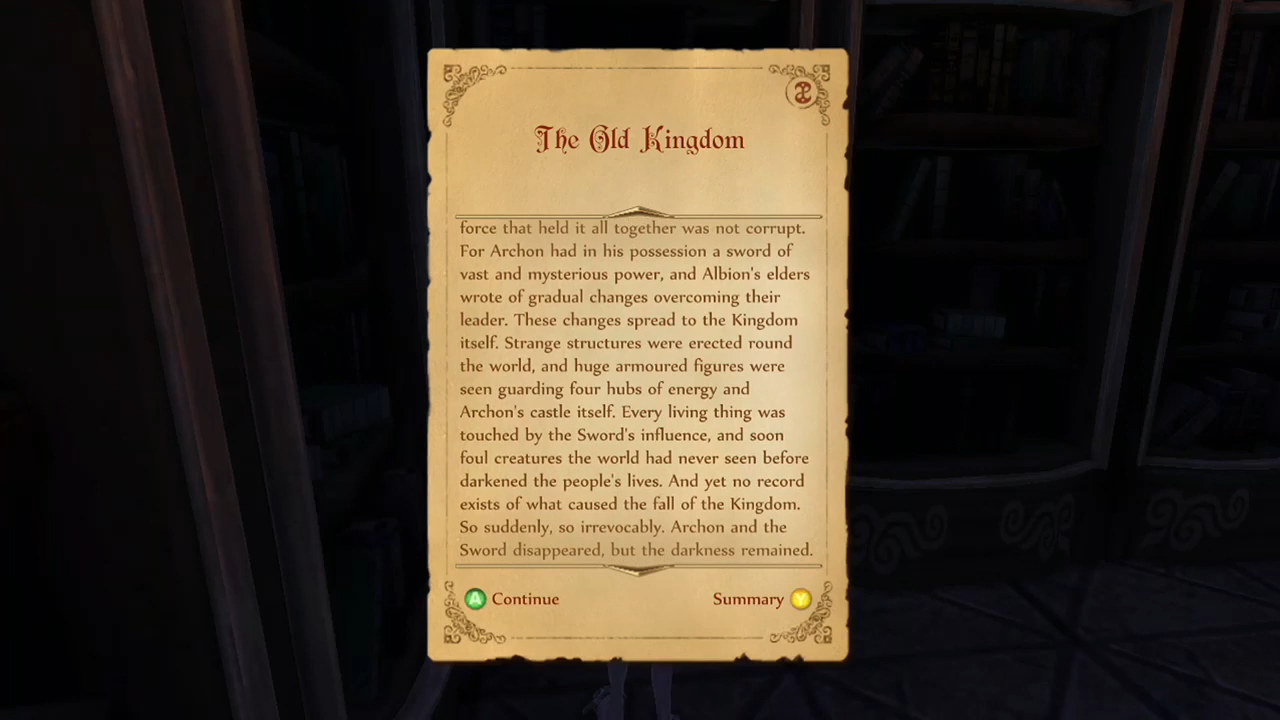 The Old Kingdom
force that held it all together was not corrupt.
For Archon had in his possession a sword of
vast and mysterious power, and Albion's elders
wrote of gradual changes overcoming their
leader. These changes spread to the Kingdom
itself. Strange structures were erected round
the world, and huge armoured figures were
seen guarding four hubs of energy and
Archon's castle itself. Every living thing was
touched by the Sword's influence, and soon
foul creatures the world had never seen before
darkened the people's lives. And yet no record
exists of what caused the fall of the Kingdom.
So suddenly, so irrevocably. Archon and the
Sword disappeared, but the darkness remained.
A Continue
Summary Y